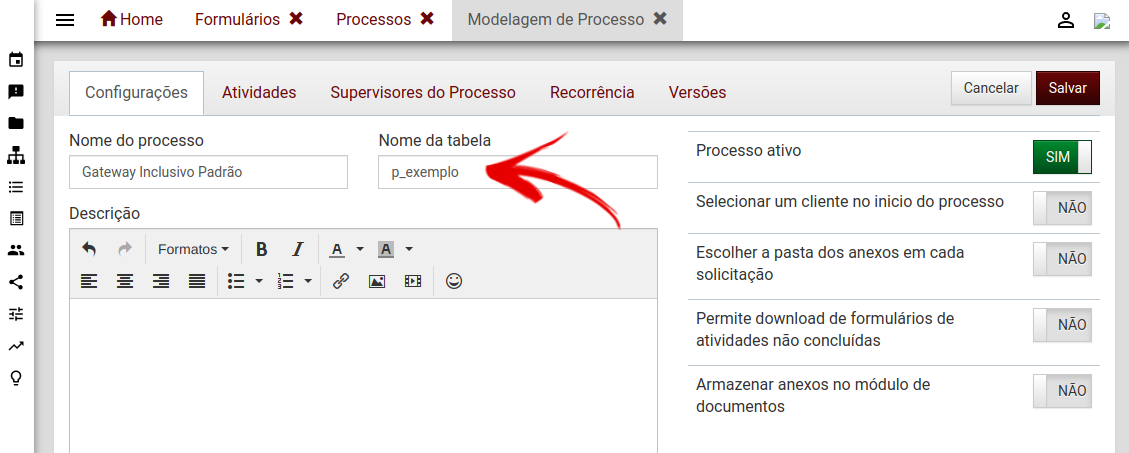 Home Formulários ✖ Processos ✖ Modelagem de Processo ✖
Configurações Atividades Supervisores do Processo Recorrência Versões Cancelar Salvar
Nome do processo Nome da tabela
Gateway Inclusivo Padrão p_exemplo
Descrição
Formatos B I A A
Processo ativo SIM
Selecionar um cliente no inicio do processo NÃO
Escolher a pasta dos anexos em cada
solicitação NÃO
Permite download de formulários de
atividades não concluídas NÃO
Armazenar anexos no módulo de
documentos NÃO